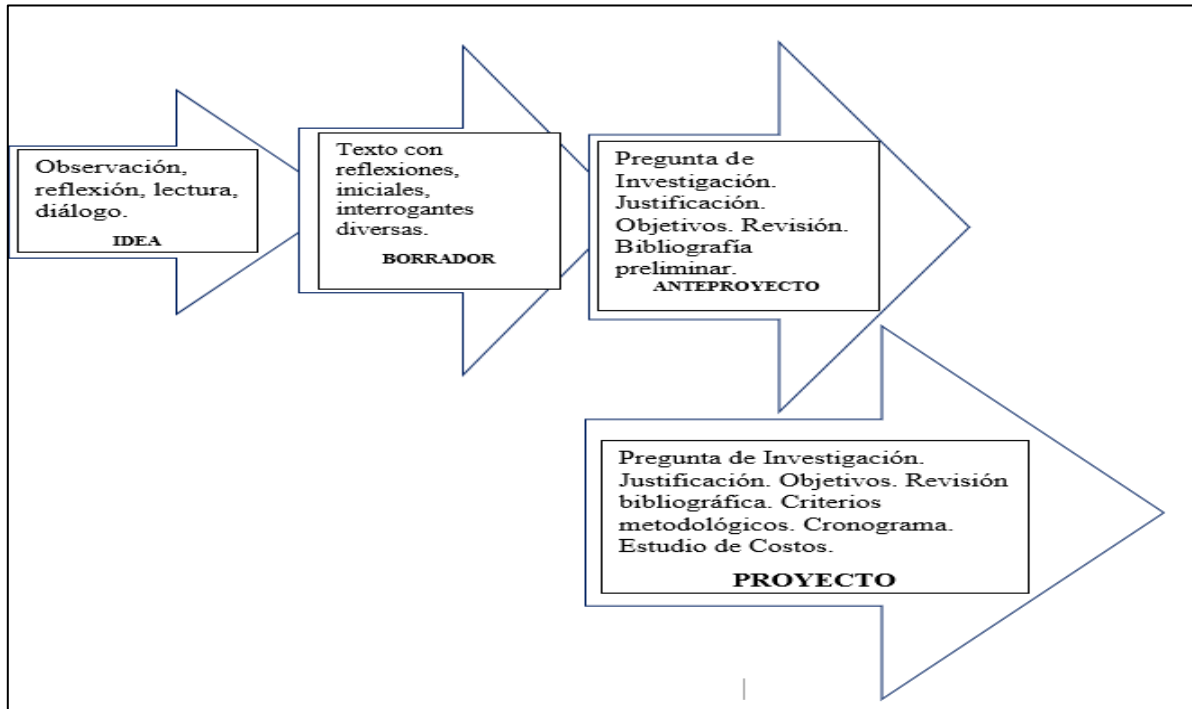 Observación,
reflexión, lectura,
diálogo.
IDEA
Texto con
reflexiones,
iniciales,
interrogantes
diversas.
BORRADOR
Pregunta de
Investigación.
Justificación.
Objetivos. Revisión.
Bibliografía
preliminar.
ANTEPROYECTO
Pregunta de Investigación.
Justificación. Objetivos. Revisión
bibliográfica. Criterios
metodológicos. Cronograma.
Estudio de Costos.
PROYECTO